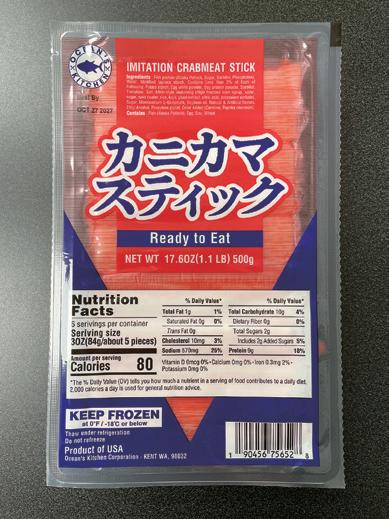 OCEAN'S KITCHEN
IMITATION CRABMEAT STICK
Best By
OCT 27 2027
カニカマ
スティック
Ready to Eat
NET WT 17.6OZ(1.1 LB) 500g
Nutrition Facts
6 servings per container
Serivng size
3OZ(84g/about 5 pieces)
Amount per serving
Calories 80
% Daily Value*
Total Fat 1g 1%
Saturated Fat 0g 0%
Trans Fat 0g
Cholesterol 10mg 3%
Sodium 570mg 25%
% Daily Value*
Total Carbohydrate 10g 4%
Dietary Fiber 0g 0%
Total Sugars 2g
Includes 2g Added Sugars 5%
Protein 9g 18%
Vitamin D 0mcg 0% • Calcium 0mg 0% • Iron 0.3mg 2% •
Potassium 0mg 0%
*The % Daily Value (DV) tells you how much a nutrient in a serving of food contributes to a daily diet.
2,000 calories a day is used for general nutrition advice.
KEEP FROZEN
at 0°F / -18°C or below
Thaw under refrigeration
Do not refreeze
Product of USA
Ocean's Kitchen Corporation - KENT WA, 98032
1 90456 75652 8